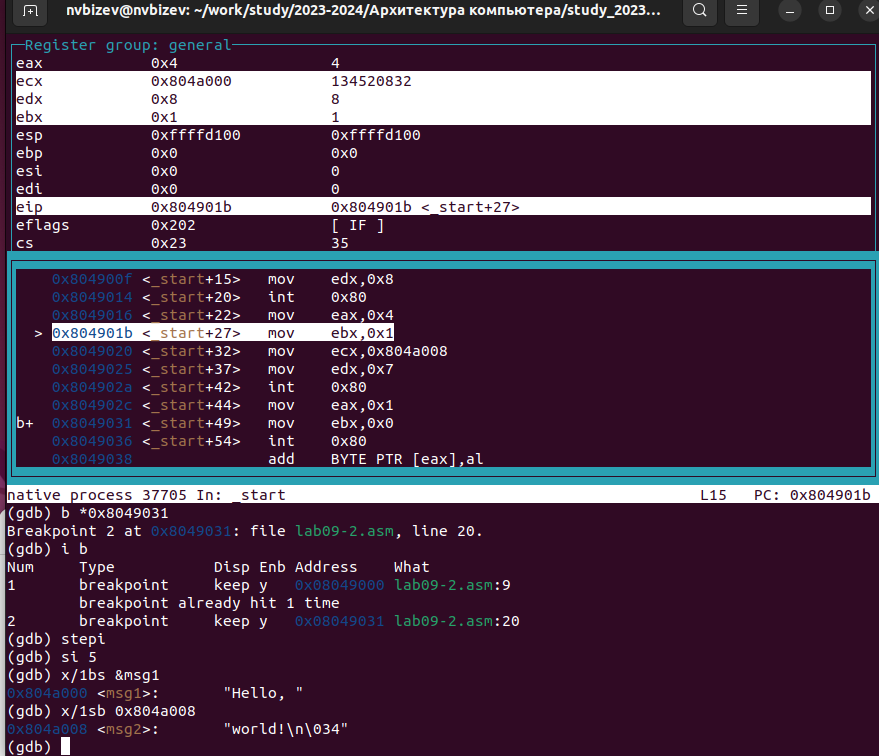 nvbizev@nvbizev: ~/work/study/2023-2024/Архитектура компьютера/study_2023...
Register group: general
eax 0x4 4
ecx 0x804a000 134520832
edx 0x8 8
ebx 0x1 1
esp 0xffffd100 0xffffd100
ebp 0x0 0x0
esi 0x0 0
edi 0x0 0
eip 0x804901b 0x804901b <_start+27>
eflags 0x202 [ IF ]
cs 0x23 35
0x804900f <_start+15> mov edx,0x8
0x8049014 <_start+20> int 0x80
0x8049016 <_start+22> mov eax,0x4
> 0x804901b <_start+27> mov ebx,0x1
0x8049020 <_start+32> mov ecx,0x804a008
0x8049025 <_start+37> mov edx,0x7
0x804902a <_start+42> int 0x80
0x804902c <_start+44> mov eax,0x1
b+ 0x8049031 <_start+49> mov ebx,0x0
0x8049036 <_start+54> int 0x80
0x8049038 add BYTE PTR [eax],al
native process 37705 In: _start L15 PC: 0x804901b
(gdb) b *0x8049031
Breakpoint 2 at 0x8049031: file lab09-2.asm, line 20.
(gdb) i b
Num Type Disp Enb Address What
1 breakpoint keep y 0x08049000 lab09-2.asm:9
breakpoint already hit 1 time
2 breakpoint keep y 0x08049031 lab09-2.asm:20
(gdb) stepi
(gdb) si 5
(gdb) x/1bs &msg1
0x804a000 <msg1>: "Hello, "
(gdb) x/1sb 0x804a008
0x804a008 <msg2>: "world!\n\034"
(gdb)